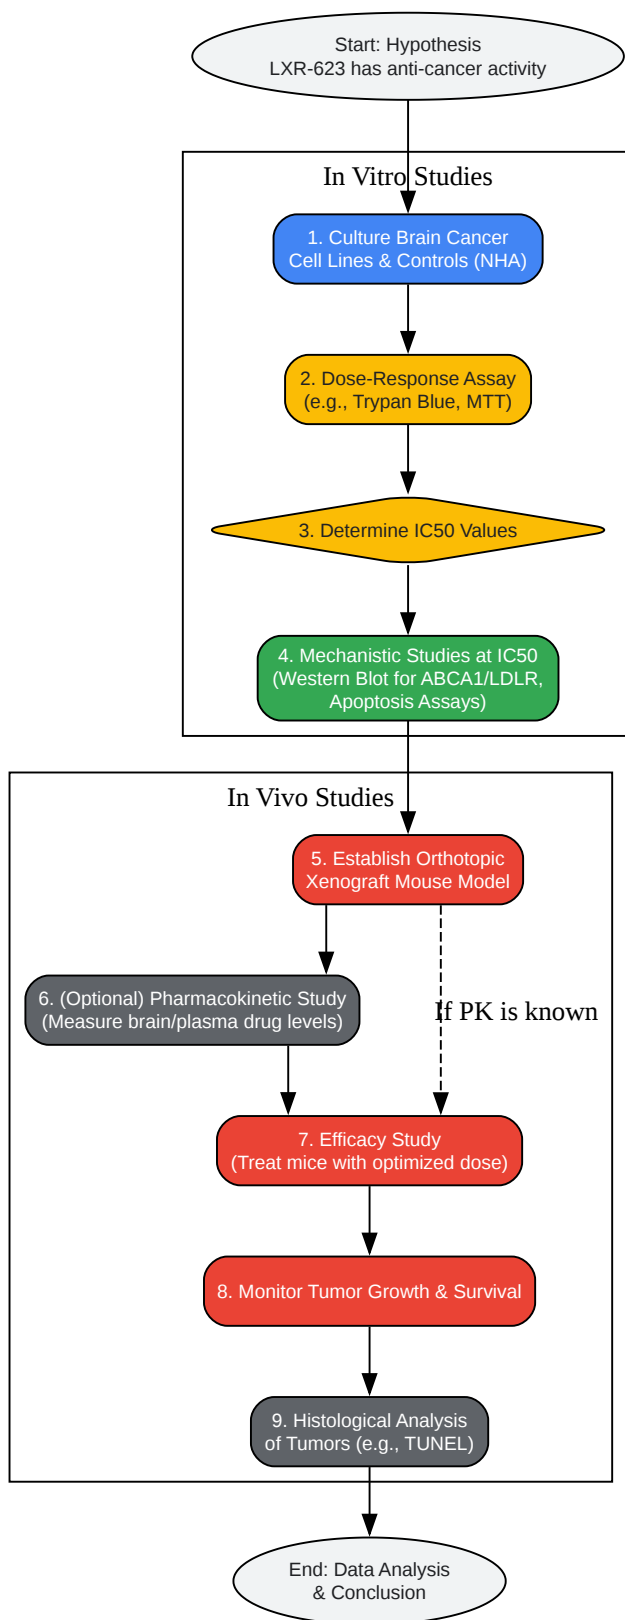 Start: Hypothesis
LXR-623 has anti-cancer activity
In Vitro Studies
1. Culture Brain Cancer
Cell Lines & Controls (NHA)
2. Dose-Response Assay
(e.g., Trypan Blue, MTT)
3. Determine IC50 Values
4. Mechanistic Studies at IC50
(Western Blot for ABCA1/LDLR,
Apoptosis Assays)
In Vivo Studies
5. Establish Orthotopic
Xenograft Mouse Model
6. (Optional) Pharmacokinetic Study
(Measure brain/plasma drug levels)
If PK is known
7. Efficacy Study
(Treat mice with optimized dose)
8. Monitor Tumor Growth & Survival
9. Histological Analysis
of Tumors (e.g., TUNEL)
End: Data Analysis
& Conclusion